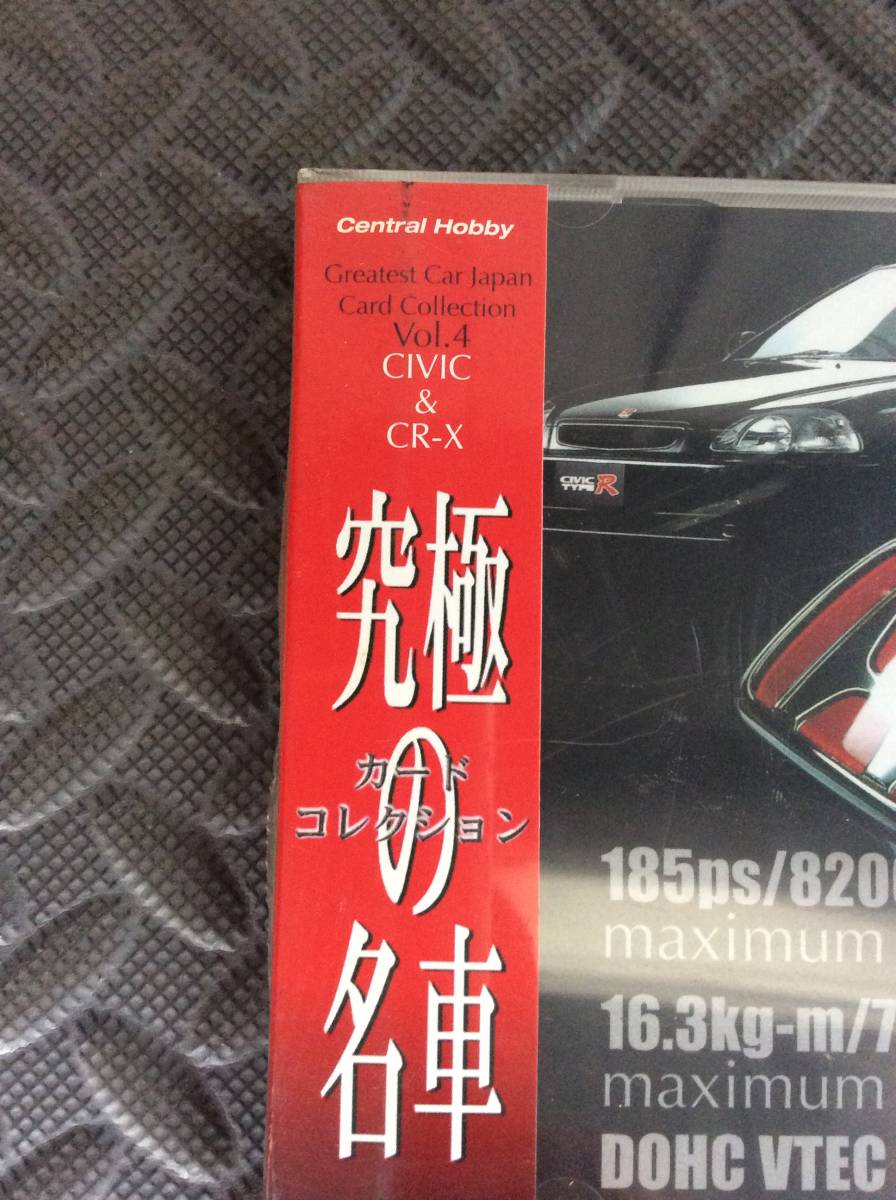 Central Hobby
Greatest Car Japan
Card Collection
Vol.4
CIVIC
&
CR-X
究極
の
カード
コレクション
名車
CIVIC
TYPE R
185ps/820
maximum
16.3kg-m/7
maximum
DOHC VTEC